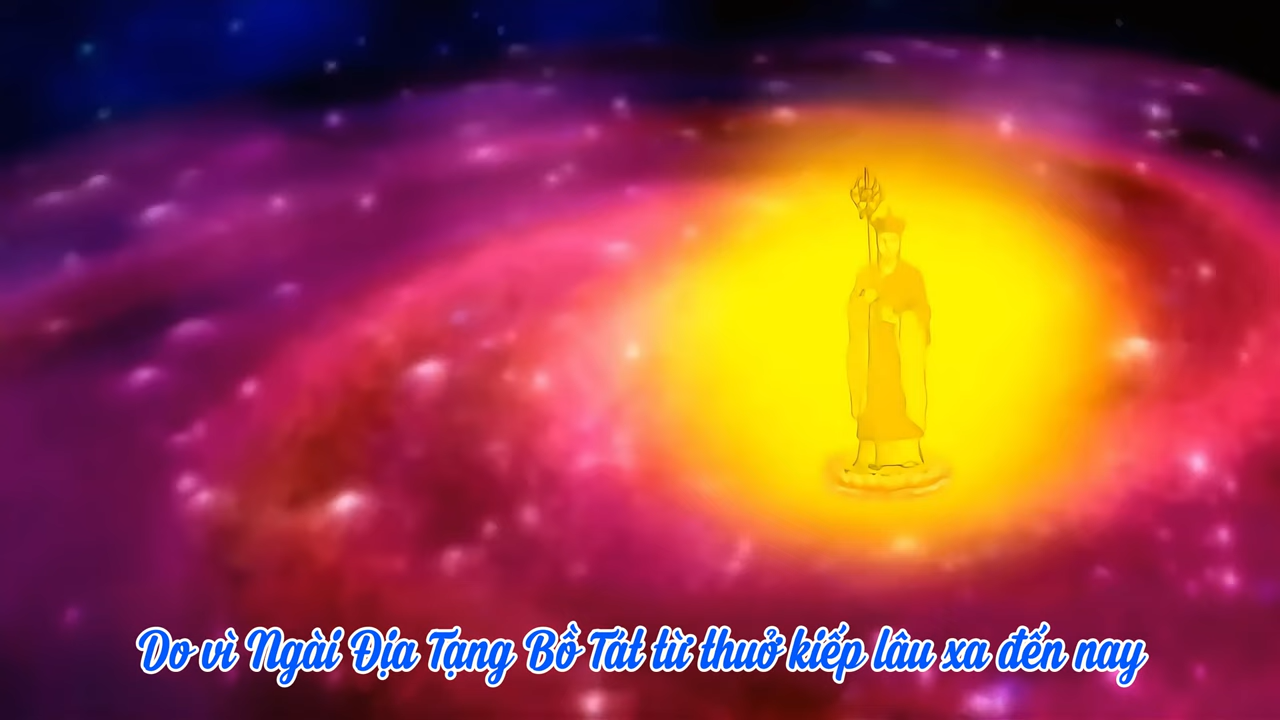 Do vì Ngài Địa Tạng Bồ Tát từ thuở kiếp lâu xa đến nay